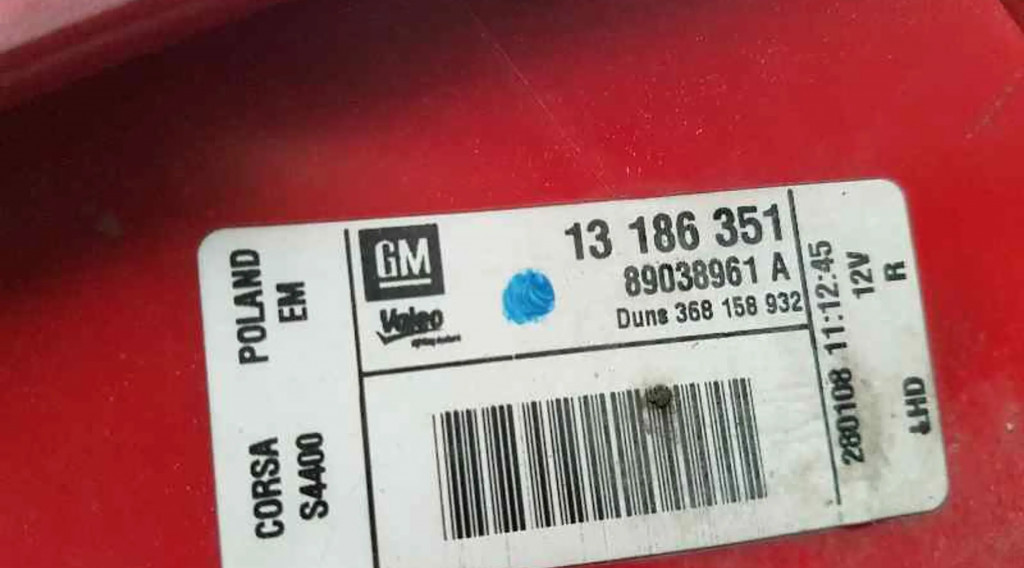 POLAND
EM
CORSA
S4400
GM
Valeo
13 186 351
89038961 A
Duns 368 158 932
280108 11:12:45
12V
R
LHD